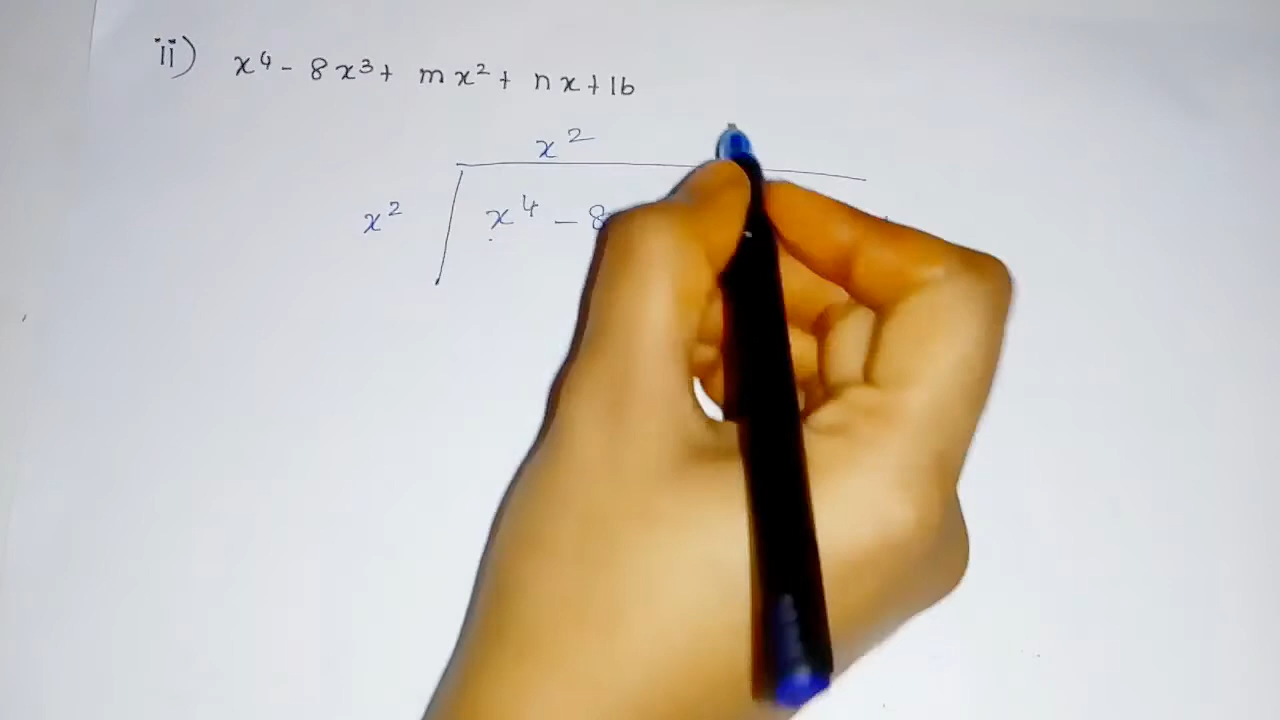 ii) x⁴ - 8x³ + mx² + nx + 16
x²
x² x⁴ - 8